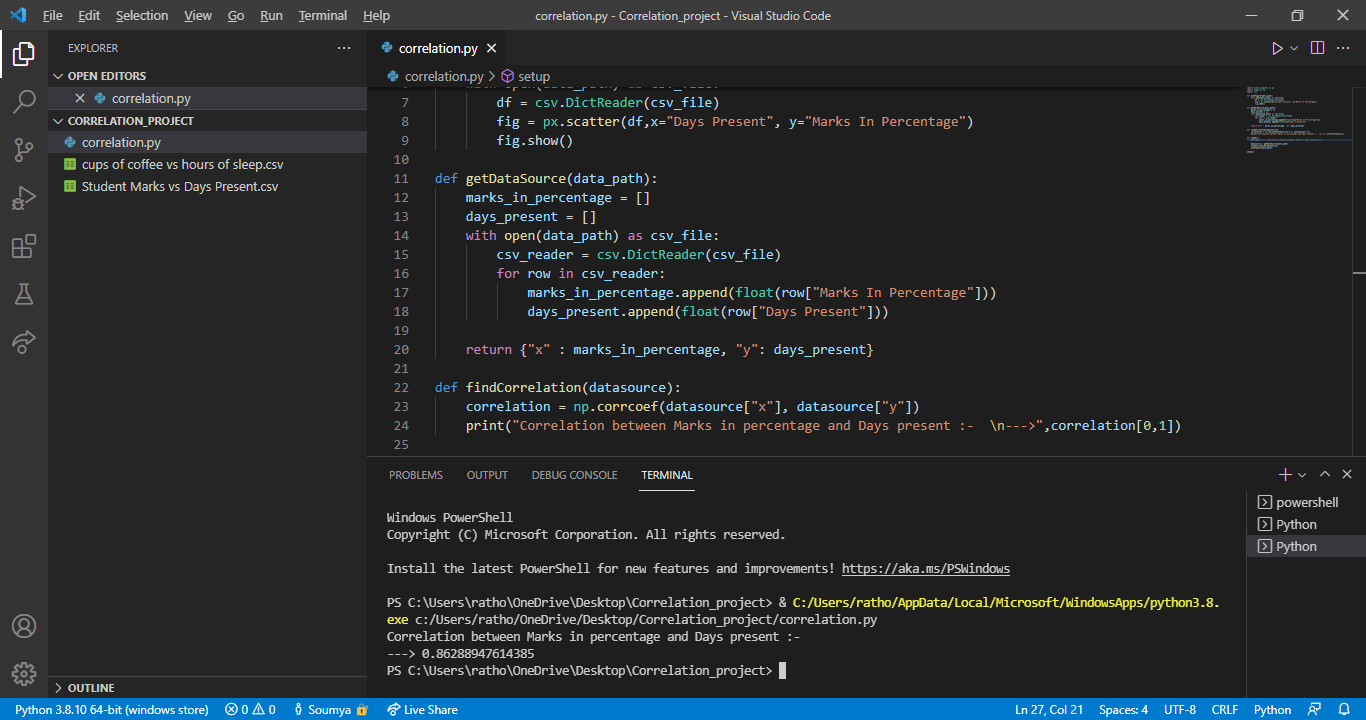 File Edit Selection View Go Run Terminal Help correlation.py - Correlation_project - Visual Studio Code
EXPLORER
OPEN EDITORS
correlation.py
CORRELATION_PROJECT
correlation.py
cups of coffee vs hours of sleep.csv
Student Marks vs Days Present.csv
OUTLINE
correlation.py
correlation.py > setup
7 df = csv.DictReader(csv_file)
8 fig = px.scatter(df,x="Days Present", y="Marks In Percentage")
9 fig.show()
10
11 def getDataSource(data_path):
12 marks_in_percentage = []
13 days_present = []
14 with open(data_path) as csv_file:
15 csv_reader = csv.DictReader(csv_file)
16 for row in csv_reader:
17 marks_in_percentage.append(float(row["Marks In Percentage"]))
18 days_present.append(float(row["Days Present"]))
19
20 return {"x" : marks_in_percentage, "y": days_present}
21
22 def findCorrelation(datasource):
23 correlation = np.corrcoef(datasource["x"], datasource["y"])
24 print("Correlation between Marks in percentage and Days present :-  \n--->",correlation[0,1])
25
PROBLEMS OUTPUT DEBUG CONSOLE TERMINAL
Windows PowerShell
Copyright (C) Microsoft Corporation. All rights reserved.
Install the latest PowerShell for new features and improvements! https://aka.ms/PSWindows
PS C:\Users\ratho\OneDrive\Desktop\Correlation_project> & C:/Users/ratho/AppData/Local/Microsoft/WindowsApps/python3.8.
exe c:/Users/ratho/OneDrive/Desktop/Correlation_project/correlation.py
Correlation between Marks in percentage and Days present :-
---> 0.86288947614385
PS C:\Users\ratho\OneDrive\Desktop\Correlation_project>
powershell
Python
Python
Python 3.8.10 64-bit (windows store) 0 0 Soumya Live Share Ln 27, Col 21 Spaces: 4 UTF-8 CRLF Python